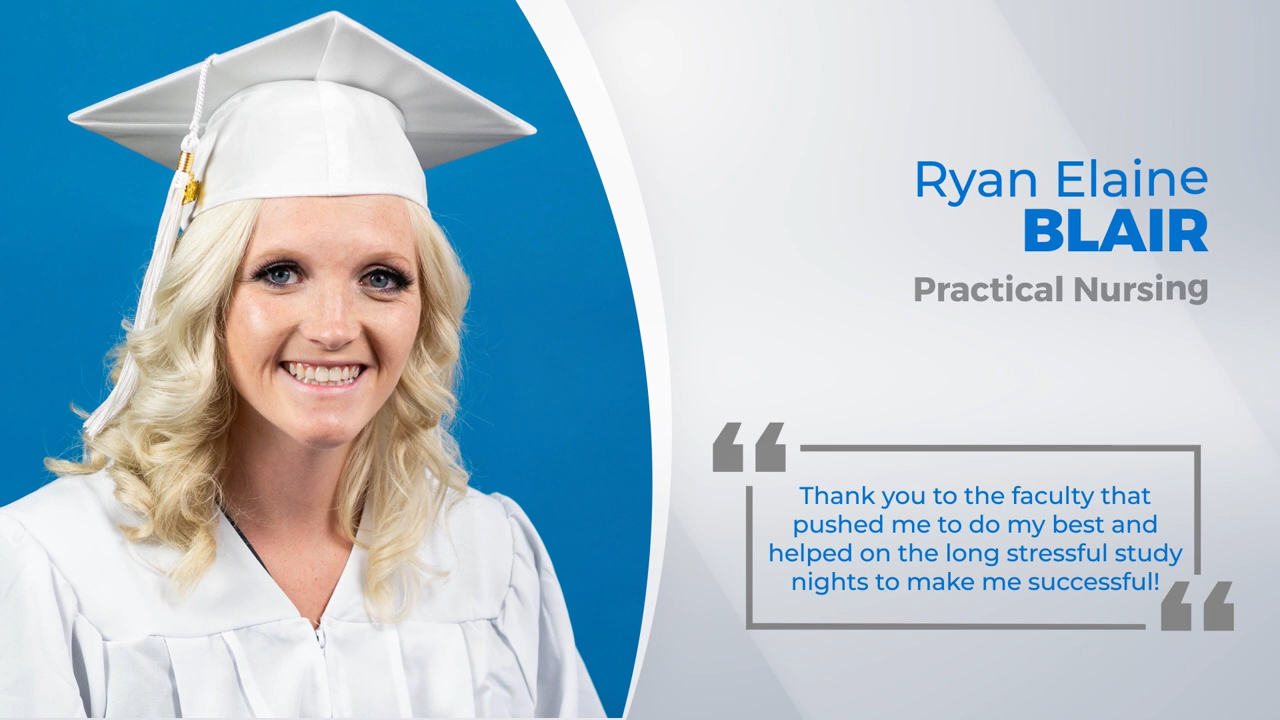 Ryan Elaine
BLAIR
Practical Nursing
Thank you to the faculty that
pushed me to do my best and
helped on the long stressful study
nights to make me successful!